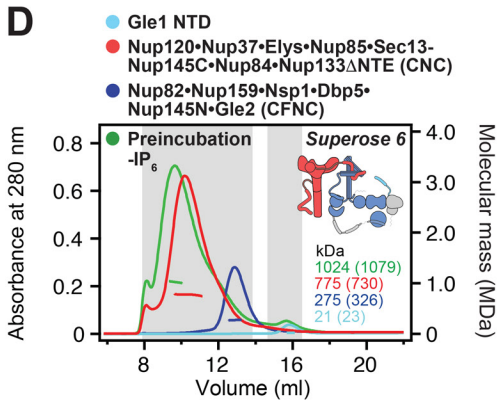 D
Gle1 NTD
Nup120•Nup37•Elys•Nup85•Sec13-
Nup145C•Nup84•Nup133ΔNTE (CNC)
Nup82•Nup159•Nsp1•Dbp5•
Nup145N•Gle2 (CFNC)
Preincubation
-IP6
Superose 6
Absorbance at 280 nm
0.8
0.6
0.4
0.2
0
4.0
3.0
2.0
1.0
0
Molecular mass (MDa)
kDa
1024 (1079)
775 (730)
275 (326)
21 (23)
8
12
16
20
Volume (ml)